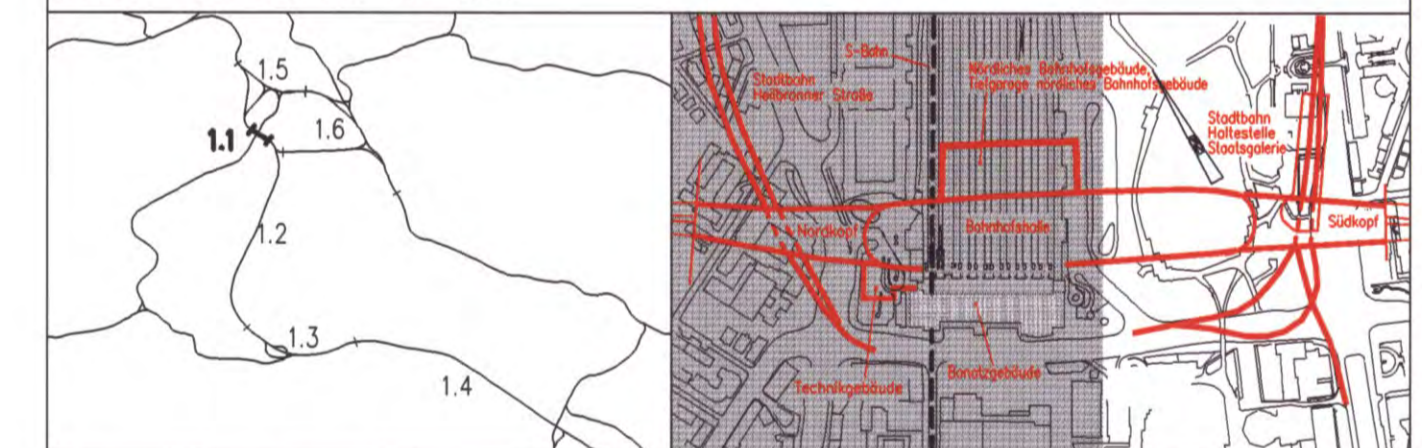 1.5
1.1
1.6
1.2
1.3
1.4
S-Bahn
Stadtbahn
Heilbronner Straße
Nördliches Bahnhofsgebäude,
Tiefgarage nördliches Bahnhofsgebäude
Stadtbahn
Haltestelle
Staatsgalerie
Nordkopf
Bahnhofshalle
Südkopf
Technikgebäude
Bonatzgebäude